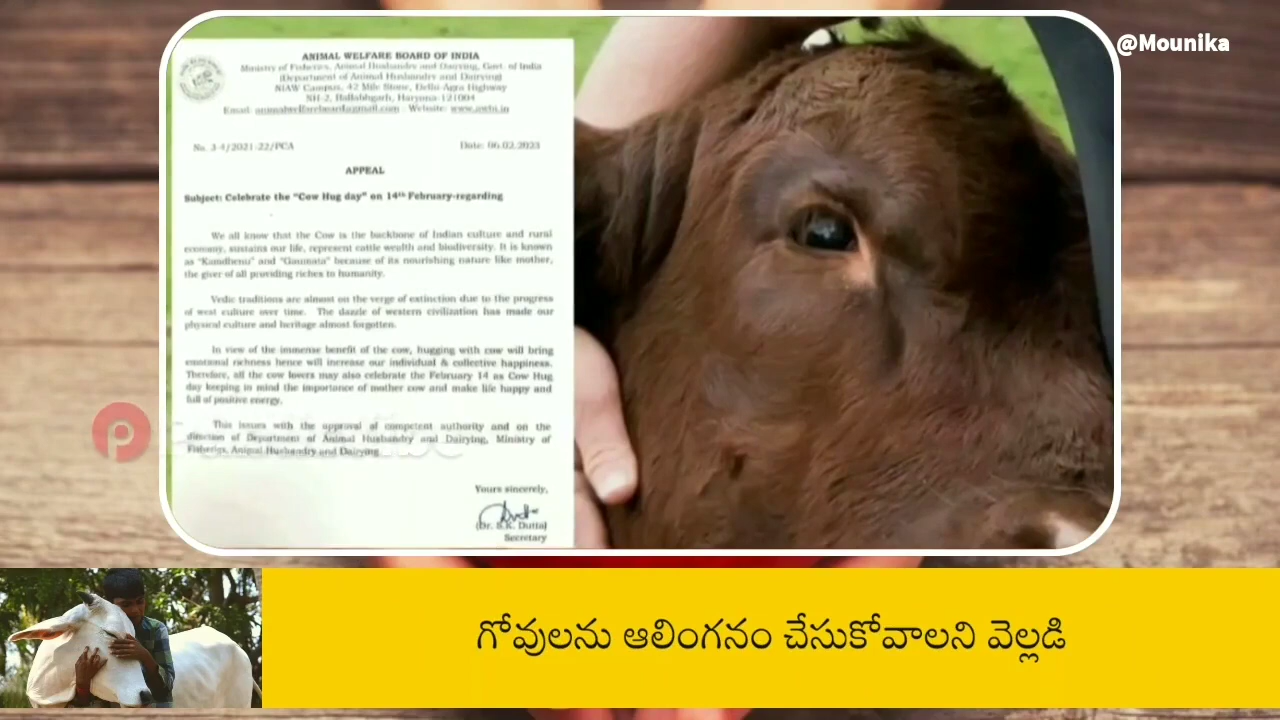 @Mounika
ANIMAL WELFARE BOARD OF INDIA
Ministry of Fisheries, Animal Husbandry and Dairying, Govt. of India
(Department of Animal Husbandry and Dairying)
NIAW Campus, 42 Mile Stone, Delhi-Agra Highway
NH-2, Ballabhgarh, Haryana-121004
Email: animalwelfareboard@gmail.com Website: www.awbi.in
No. 3-4/2021-22/PCA Date: 06.02.2023
APPEAL
Subject: Celebrate the "Cow Hug day" on 14th February-regarding
We all know that the Cow is the backbone of Indian culture and rural
economy, sustains our life, represent cattle wealth and biodiversity. It is known
as "Kamdhenu" and "Gaumata" because of its nourishing nature like mother,
the giver of all providing riches to humanity.
Vedic traditions are almost on the verge of extinction due to the progress
of west culture over time. The dazzle of western civilization has made our
physical culture and heritage almost forgotten.
In view of the immense benefit of the cow, hugging with cow will bring
emotional richness hence will increase our individual & collective happiness.
Therefore, all the cow lovers may also celebrate the February 14 as Cow Hug
day keeping in mind the importance of mother cow and make life happy and
full of positive energy.
This issues with the approval of competent authority and on the
direction of Department of Animal Husbandry and Dairying, Ministry of
Fisheries, Animal Husbandry and Dairying
Yours sincerely,
(Dr. S.K. Dutta)
Secretary
గోవులను ఆలింగనం చేసుకోవాలని వెల్లడి